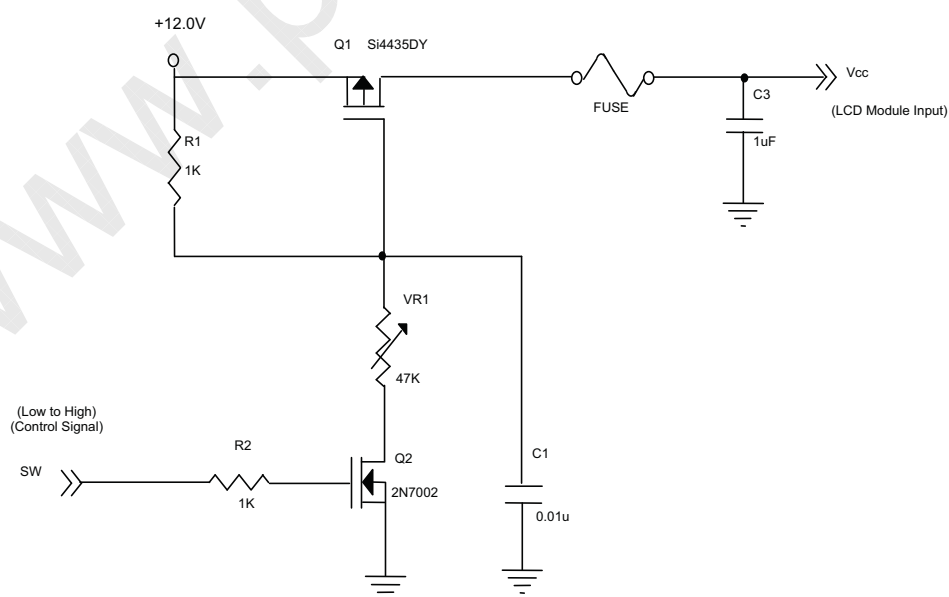 +12.0V
Q1 Si4435DY
Vcc
C3
FUSE
(LCD Module Input)
R1
1uF
1K
VR1
47K
(Low to High)
(Control Signal)
R2
Q2
C1
SW
2N7002
1K
0.01u
www.p